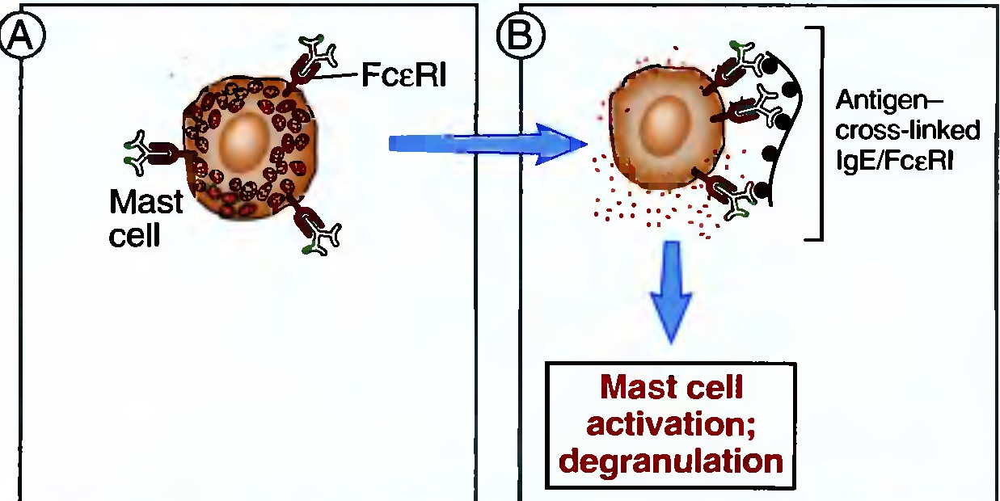 A
FcεRI
Mast
cell
B
Antigen–
cross-linked
IgE/FcεRI
Mast cell
activation;
degranulation